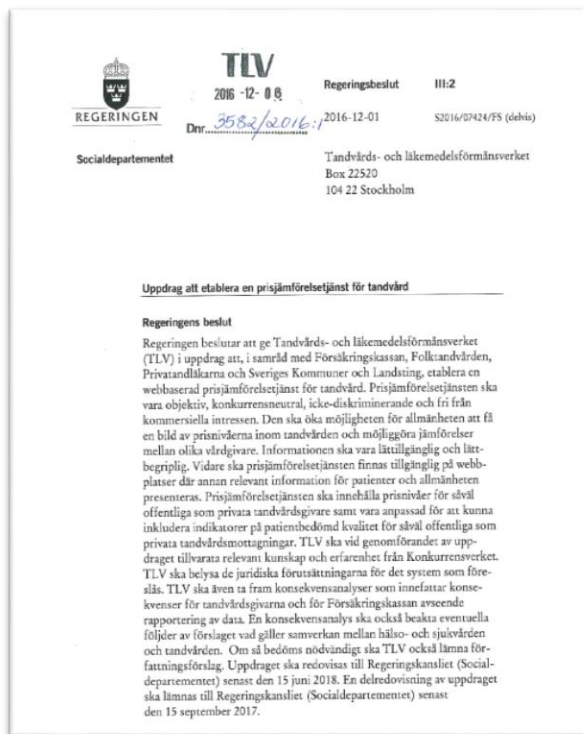 TLV
2016 -12- 06
Dnr. 3582/2016:1
REGERINGEN
Socialdepartementet
Regeringsbeslut III:2
2016-12-01 S2016/07424/FS (delvis)
Tandvårds- och läkemedelsförmånsverket
Box 22520
104 22 Stockholm
Uppdrag att etablera en prisjämförelsetjänst för tandvård
Regeringens beslut
Regeringen beslutar att ge Tandvårds- och läkemedelsförmånsverket
(TLV) i uppdrag att, i samråd med Försäkringskassan, Folktandvården,
Privattandläkarna och Sveriges Kommuner och Landsting, etablera en
webbaserad prisjämförelsetjänst för tandvård. Prisjämförelsetjänsten ska
vara objektiv, konkurrensneutral, icke-diskriminerande och fri från
kommersiella intressen. Den ska öka möjligheten för allmänheten att få
en bild av prisnivåerna inom tandvården och möjliggöra jämförelser
mellan olika vårdgivare. Informationen ska vara lättillgänglig och lätt-
begriplig. Vidare ska prisjämförelsetjänsten finnas tillgänglig på webb-
platser där annan relevant information för patienter och allmänheten
presenteras. Prisjämförelsetjänsten ska innehålla prisnivåer för såväl
offentliga som privata tandvårdsgivare samt vara anpassad för att kunna
inkludera indikatorer på patientbedömd kvalitet för såväl offentliga som
privata tandvårdsmottagningar. TLV ska vid genomförandet av upp-
draget tillvarata relevant kunskap och erfarenhet från Konkurrensverket.
TLV ska belysa de juridiska förutsättningarna för det system som före-
slås. TLV ska även ta fram konsekvensanalyser som innefattar konse-
kvenser för tandvårdsgivarna och för Försäkringskassan avseende
rapportering av data. En konsekvensanalys ska också beakta eventuella
följder av förslaget vad gäller samverkan mellan hälso- och sjukvården
och tandvården. Om så bedöms nödvändigt ska TLV också lämna för-
fattningsförslag. Uppdraget ska redovisas till Regeringskansliet (Social-
departementet) senast den 15 juni 2018. En delredovisning av uppdraget
ska lämnas till Regeringskansliet (Socialdepartementet) senast
den 15 september 2017.